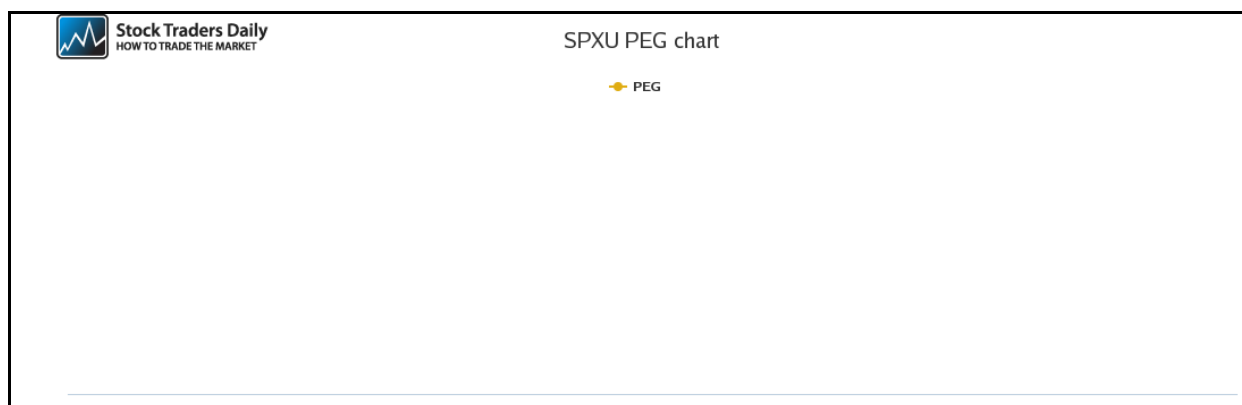 Stock Traders Daily
HOW TO TRADE THE MARKET
SPXU PEG chart
PEG